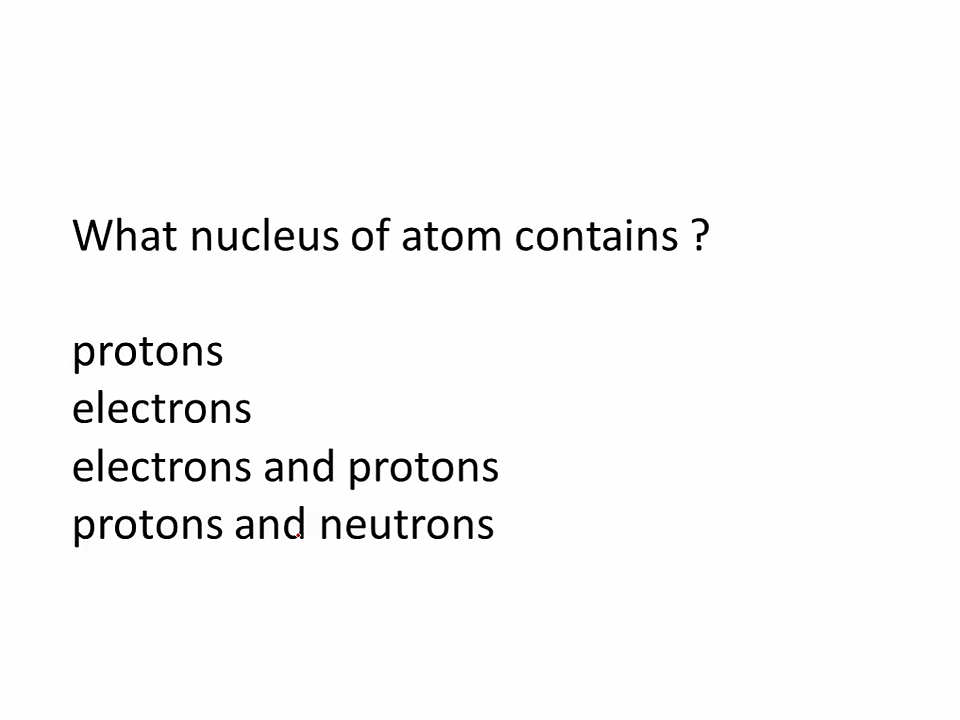 What nucleus of atom contains ?
protons
electrons
electrons and protons
protons and neutrons